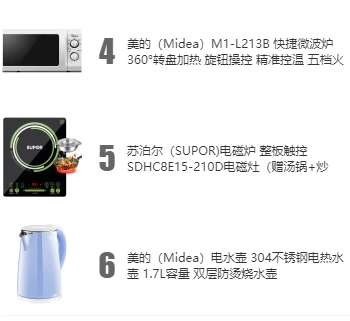 4
美的（Midea）M1-L213B 快捷微波炉
360°转盘加热 旋钮操控 精准控温 五档火
SUPOR
5
苏泊尔（SUPOR)电磁炉 整板触控
SDHC8E15-210D电磁灶（赠汤锅+炒
6
美的（Midea）电水壶 304不锈钢电热水
壶 1.7L容量 双层防烫烧水壶